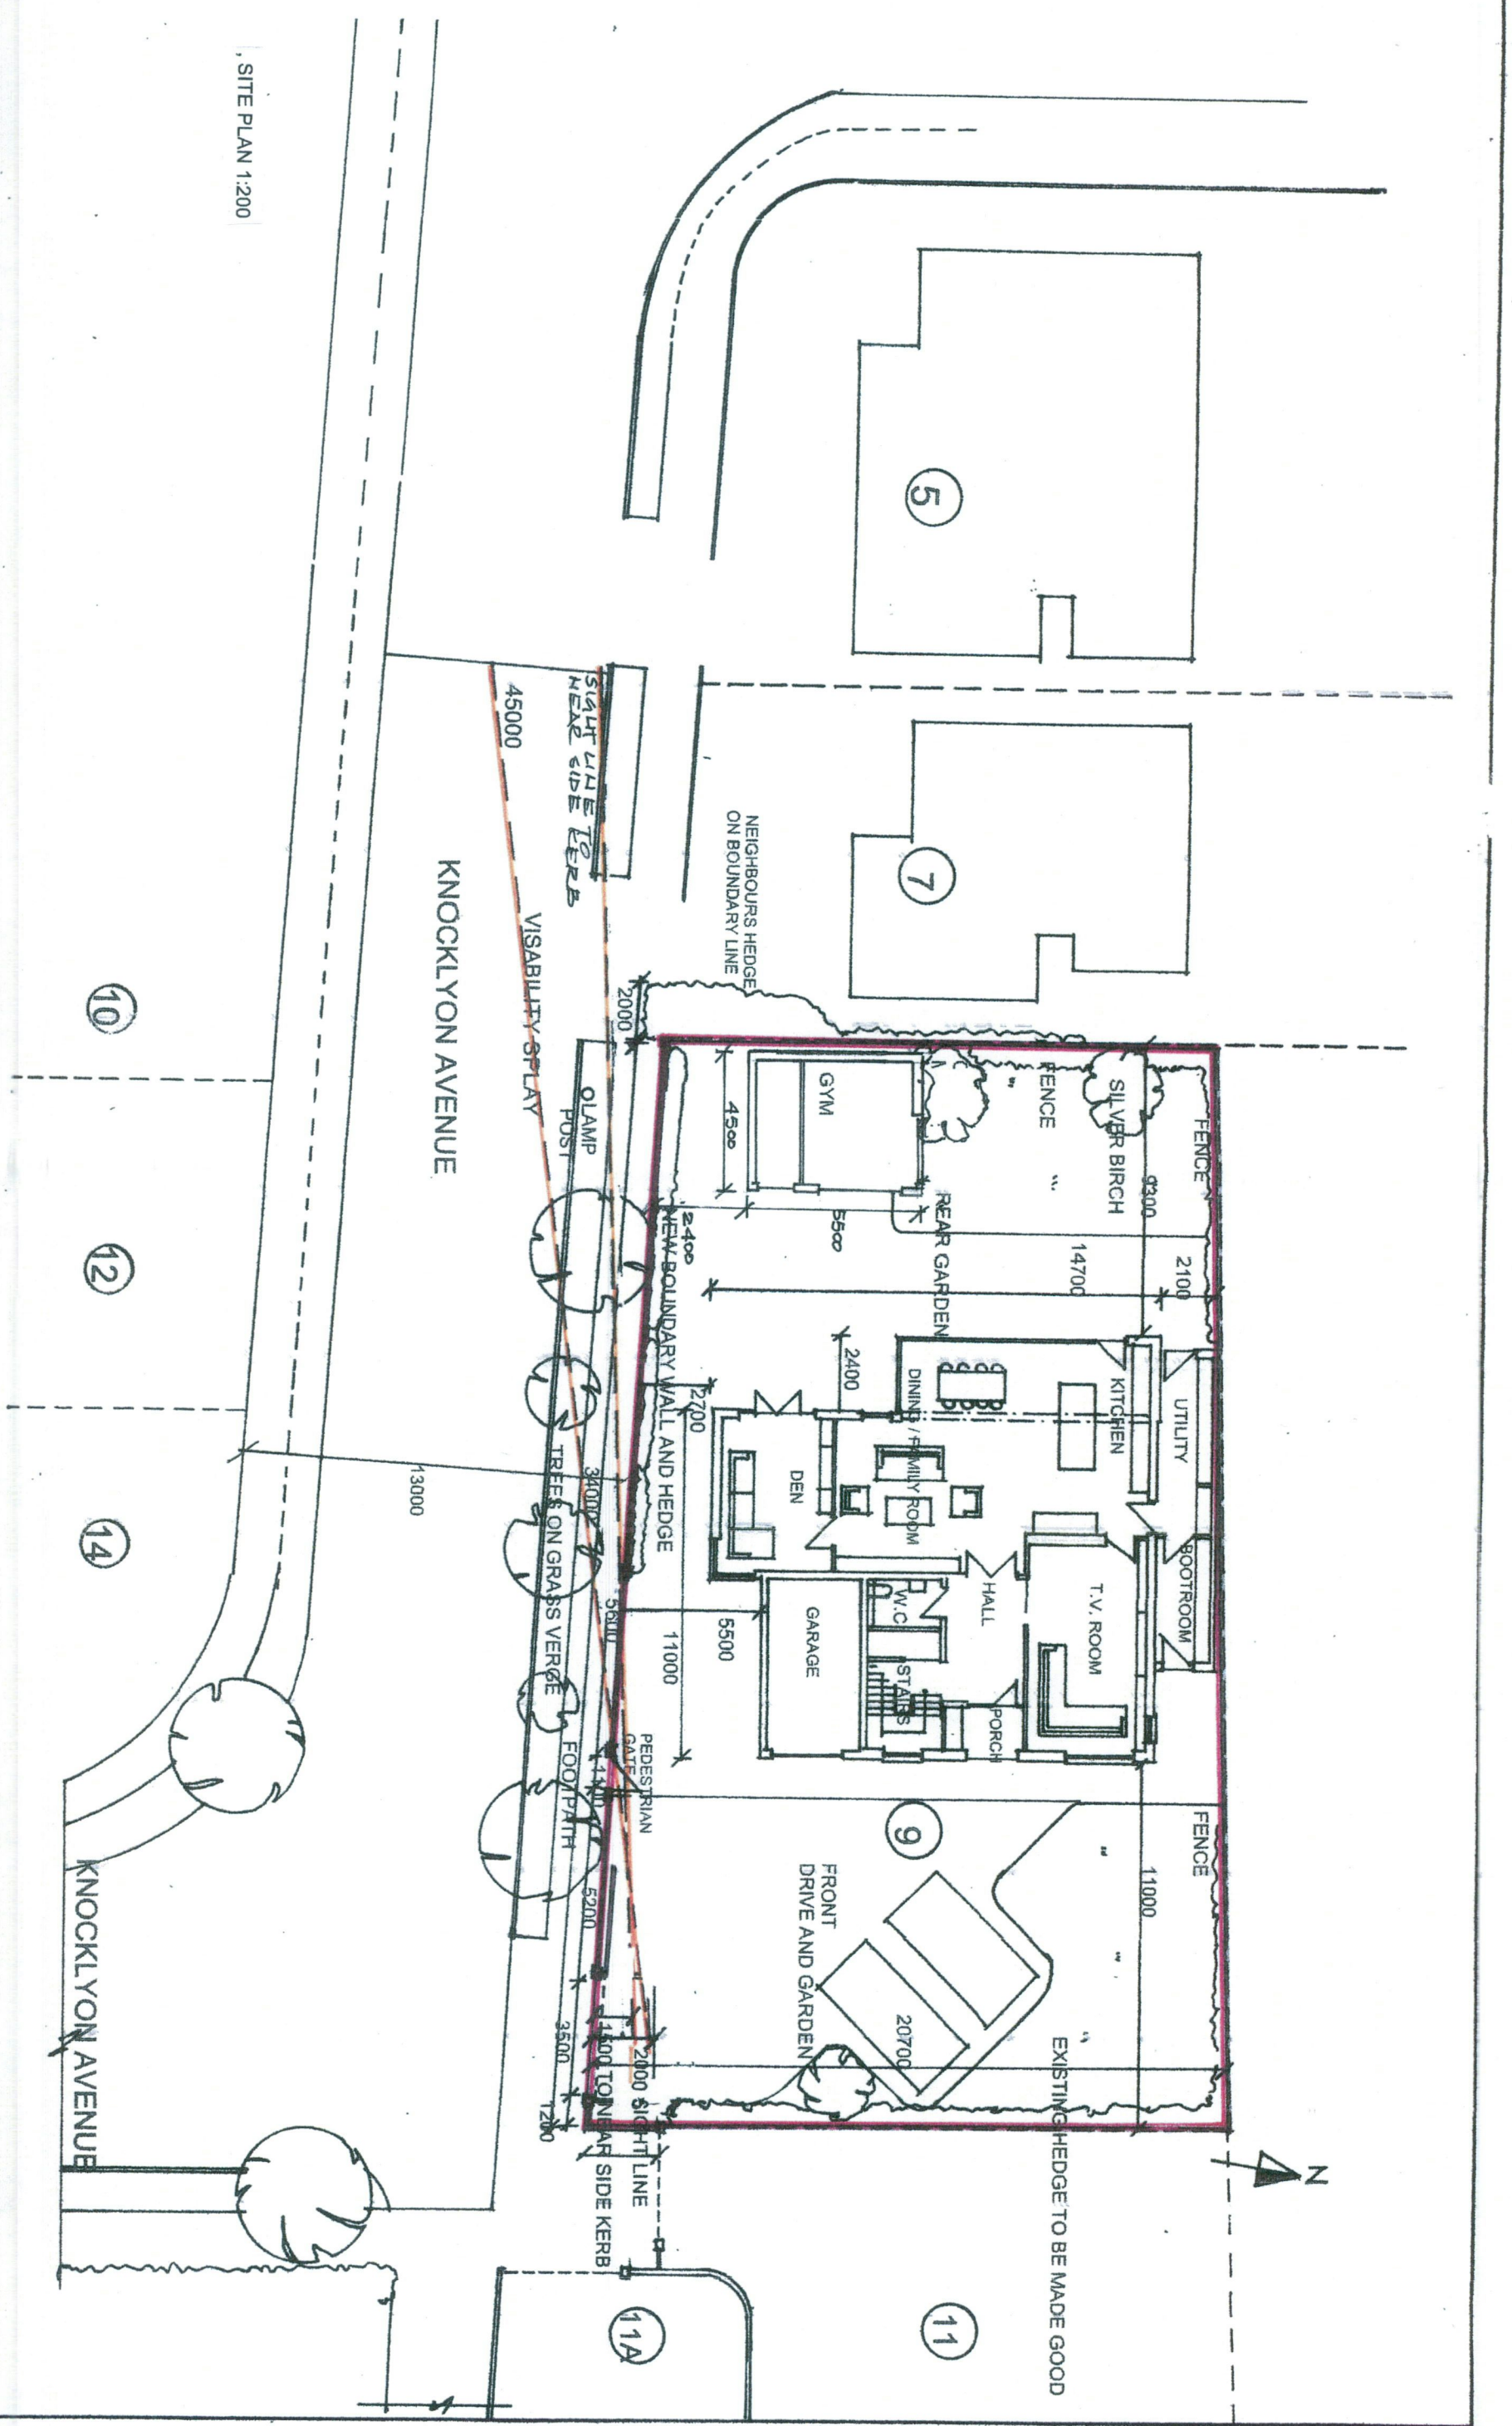 , SITE PLAN 1:200
5
7
NEIGHBOURS HEDGE
ON BOUNDARY LINE
45000
SIGHT LINE TO
NEAR SIDE KERB
VISABILITY SPLAY
KNOCKLYON AVENUE
10
12
14
2000
LAMP
POST
GYM
4500
5500
2400
FENCE
SILVER BIRCH
FENCE
9300
REAR GARDEN
14700
2100
NEW BOUNDARY WALL AND HEDGE
2700
2400
13000
34000
TREES ON GRASS VERGE
5600
11000
5500
DEN
DINING / FAMILY ROOM
KITCHEN
UTILITY
BOOTROOM
T.V. ROOM
HALL
W.C
GARAGE
STAIRS
PORCH
PEDESTRIAN
GATE
FOOTPATH
5200
9
FRONT
DRIVE AND GARDEN
FENCE
11000
20700
EXISTING HEDGE TO BE MADE GOOD
3500
1200
1500 TO NEAR SIDE KERB
2000 SIGHT LINE
KNOCKLYON AVENUE
N
11A
11